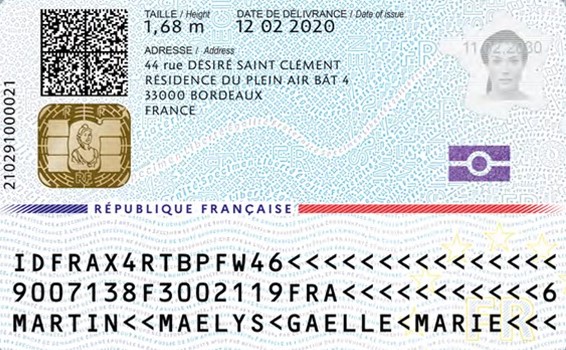 TAILLE / Height DATE DE DÉLIVRANCE / Date of issue
1,68 m 12 02 2020
ADRESSE / Address
44 rue DÉSIRÉ SAINT CLÉMENT
RESIDENCE DU PLEIN AIR BÂT 4
33000 BORDEAUX
FRANCE
11.02.2030
210291000021
RF
RÉPUBLIQUE FRANÇAISE
FR
IDFRAX4RTBPFW46<<<<<<<<<<<<<<<
9007138F3002119FRA<<<<<<<<<<<6
MARTIN<<MAELYS<GAELLE<MARIE<<<